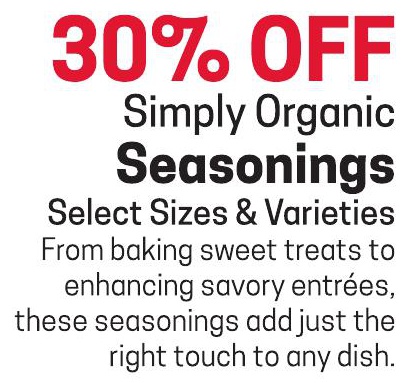 30% OFF
Simply Organic
Seasonings
Select Sizes & Varieties
From baking sweet treats to
enhancing savory entrées,
these seasonings add just the
right touch to any dish.